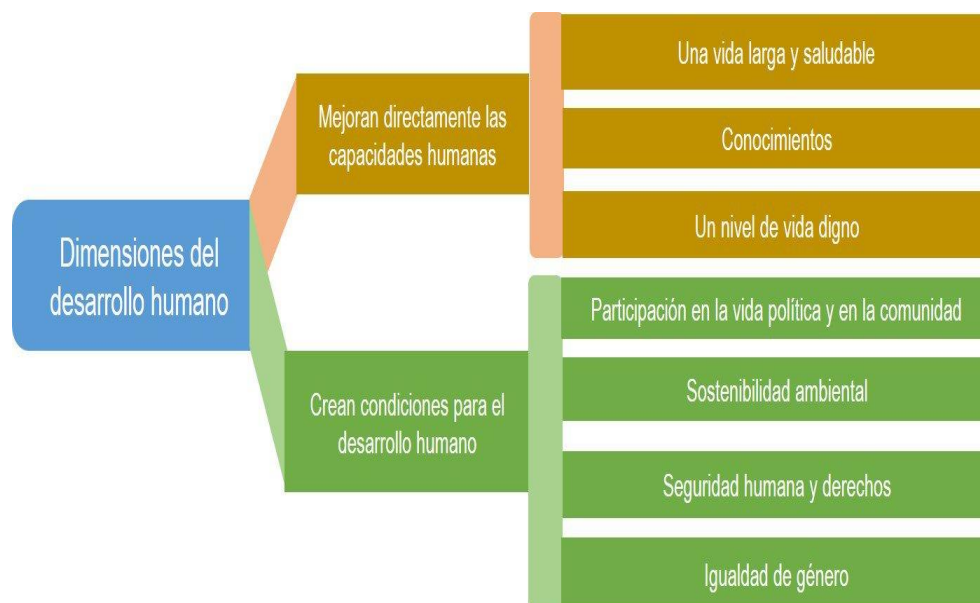 Dimensiones del
desarrollo humano
Mejoran directamente las
capacidades humanas
Una vida larga y saludable
Conocimientos
Un nivel de vida digno
Crean condiciones para el
desarrollo humano
Participación en la vida política y en la comunidad
Sostenibilidad ambiental
Seguridad humana y derechos
Igualdad de género